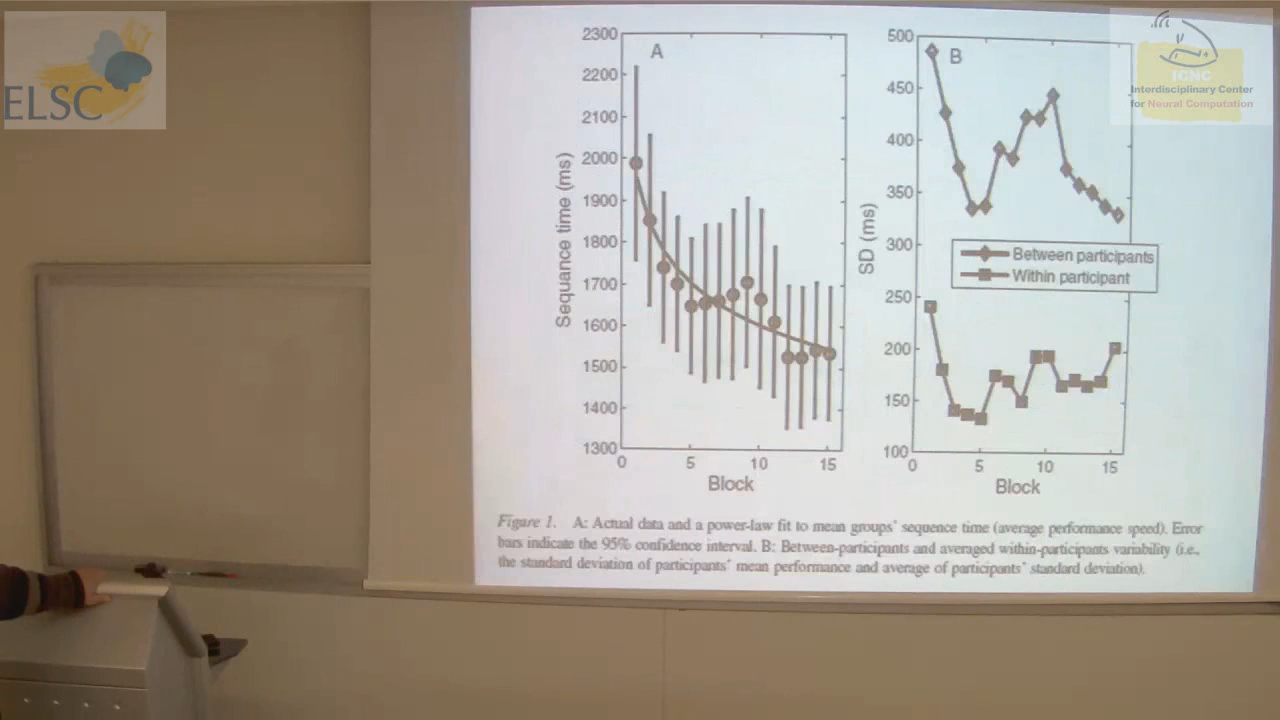 ELSC
ICNC
Interdisciplinary Center
for Neural Computation
A
2300
2200
2100
2000
1900
1800
1700
1600
1500
1400
1300
Sequance time (ms)
0 5 10 15
Block
B
500
450
400
350
300
250
200
150
100
SD (ms)
Between participants
Within participant
0 5 10 15
Block
Figure 1. A: Actual data and a power-law fit to mean groups' sequence time (average performance speed). Error
bars indicate the 95% confidence interval. B: Between-participants and averaged within-participants variability (i.e.,
the standard deviation of participants' mean performance and average of participants' standard deviation).